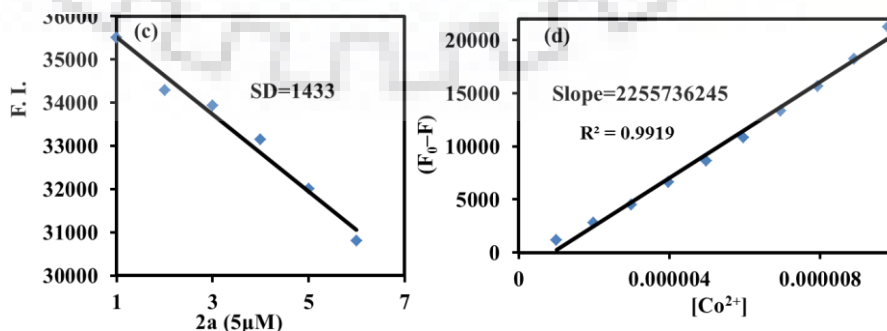 (c)
36000
35000
34000
33000
32000
31000
30000
F. I.
SD=1433
1 3 5 7
2a (5μM)
(d)
20000
15000
10000
5000
0
(F₀−F)
Slope=2255736245
R² = 0.9919
0 0.000004 0.000008
[Co²⁺]